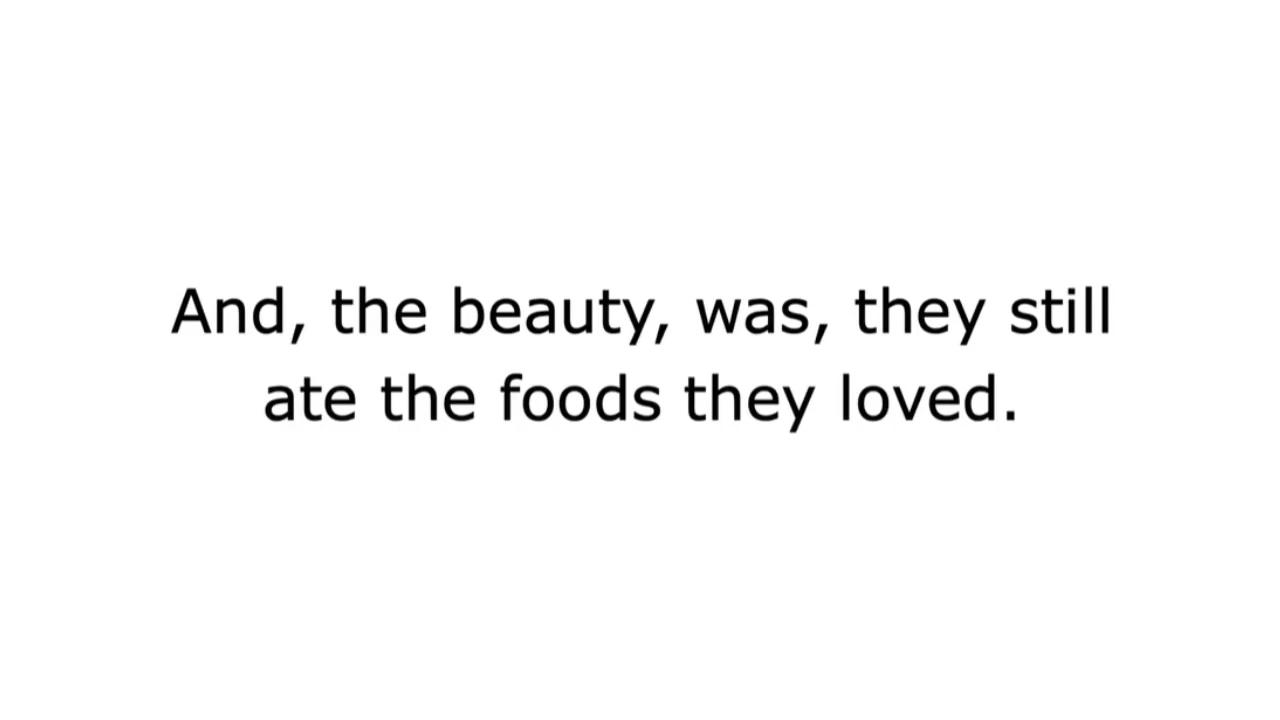 And, the beauty, was, they still
ate the foods they loved.